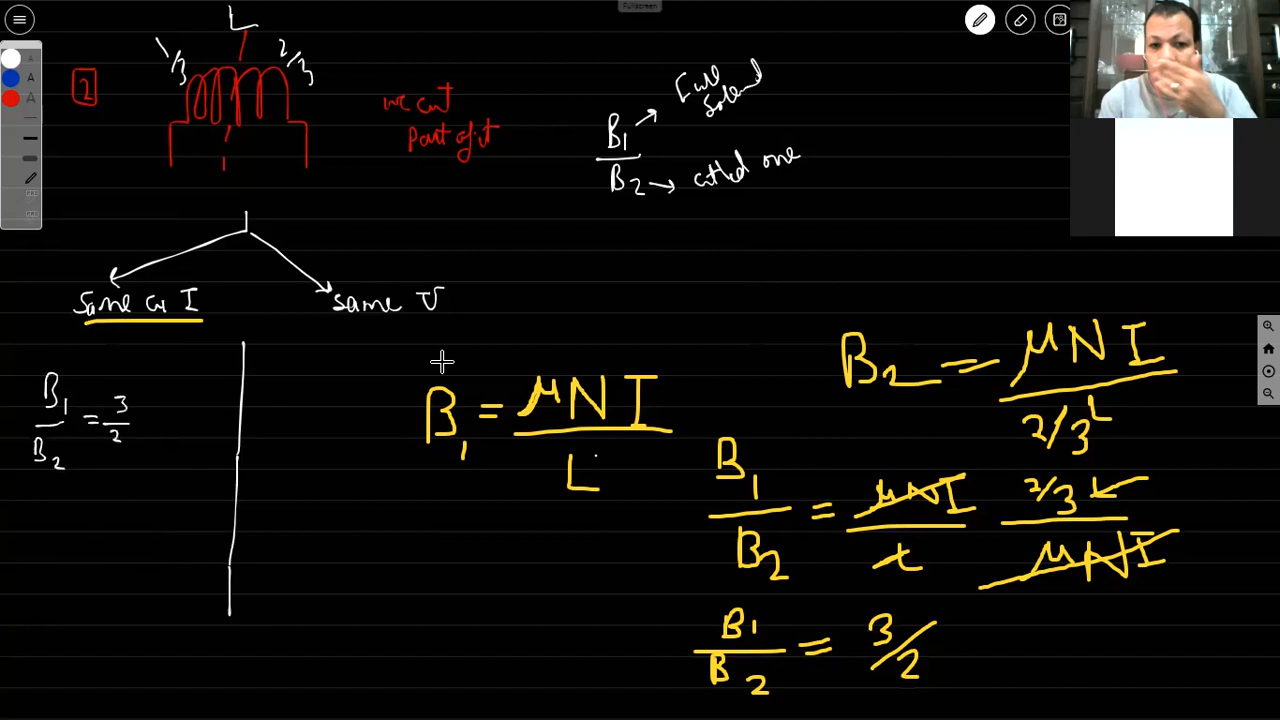 Fullscreen
L
1/3
2/3
2
we cut
part of it
B1 → Full
B2 → cutted one
same as I
same V
B1/B2 = 3/2
B1 = μNI/L
B2 = μNI/2/3 L
B1/B2 = μNI/L 2/3 L/μNI
B1/B2 = 3/2